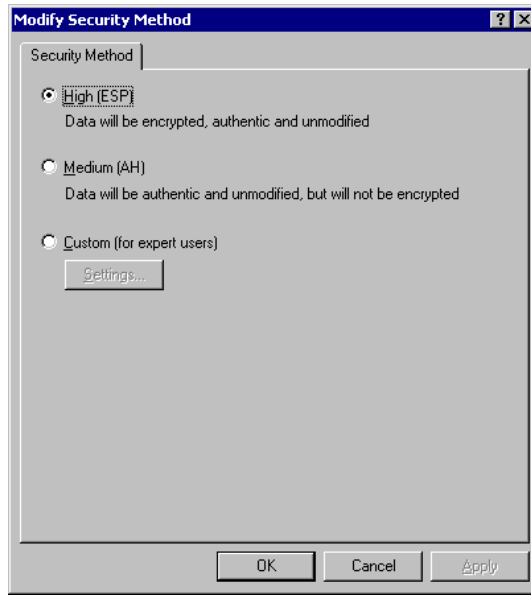 Modify Security Method
Security Method
High (ESP)
Data will be encrypted, authentic and unmodified
Medium (AH)
Data will be authentic and unmodified, but will not be encrypted
Custom (for expert users)
Settings...
OK Cancel Apply